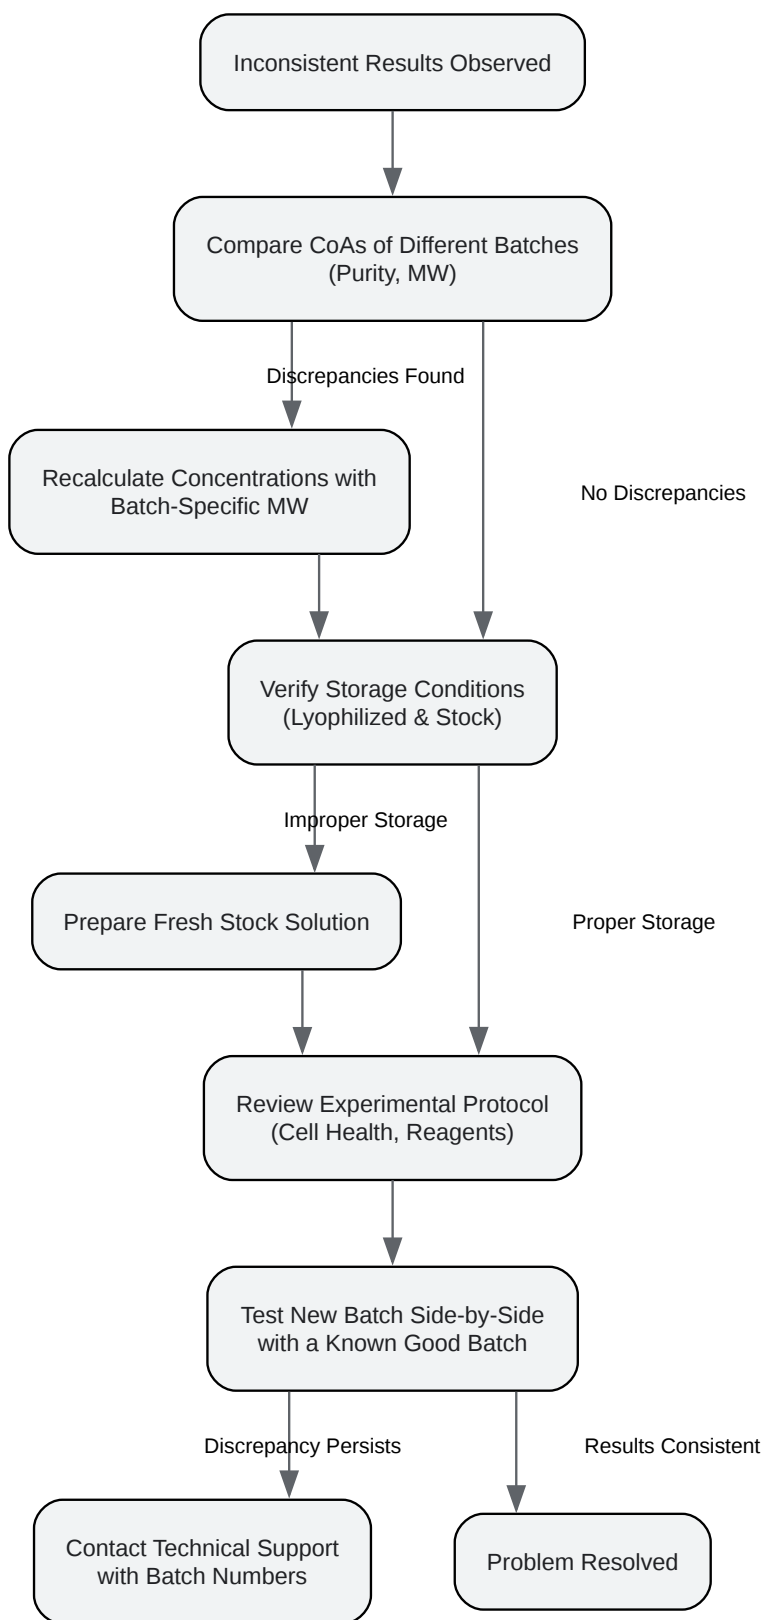 Inconsistent Results Observed
Compare CoAs of Different Batches
(Purity, MW)
Discrepancies Found
Recalculate Concentrations with
Batch-Specific MW
No Discrepancies
Verify Storage Conditions
(Lyophilized & Stock)
Improper Storage
Prepare Fresh Stock Solution
Proper Storage
Review Experimental Protocol
(Cell Health, Reagents)
Test New Batch Side-by-Side
with a Known Good Batch
Discrepancy Persists
Results Consistent
Contact Technical Support
with Batch Numbers
Problem Resolved